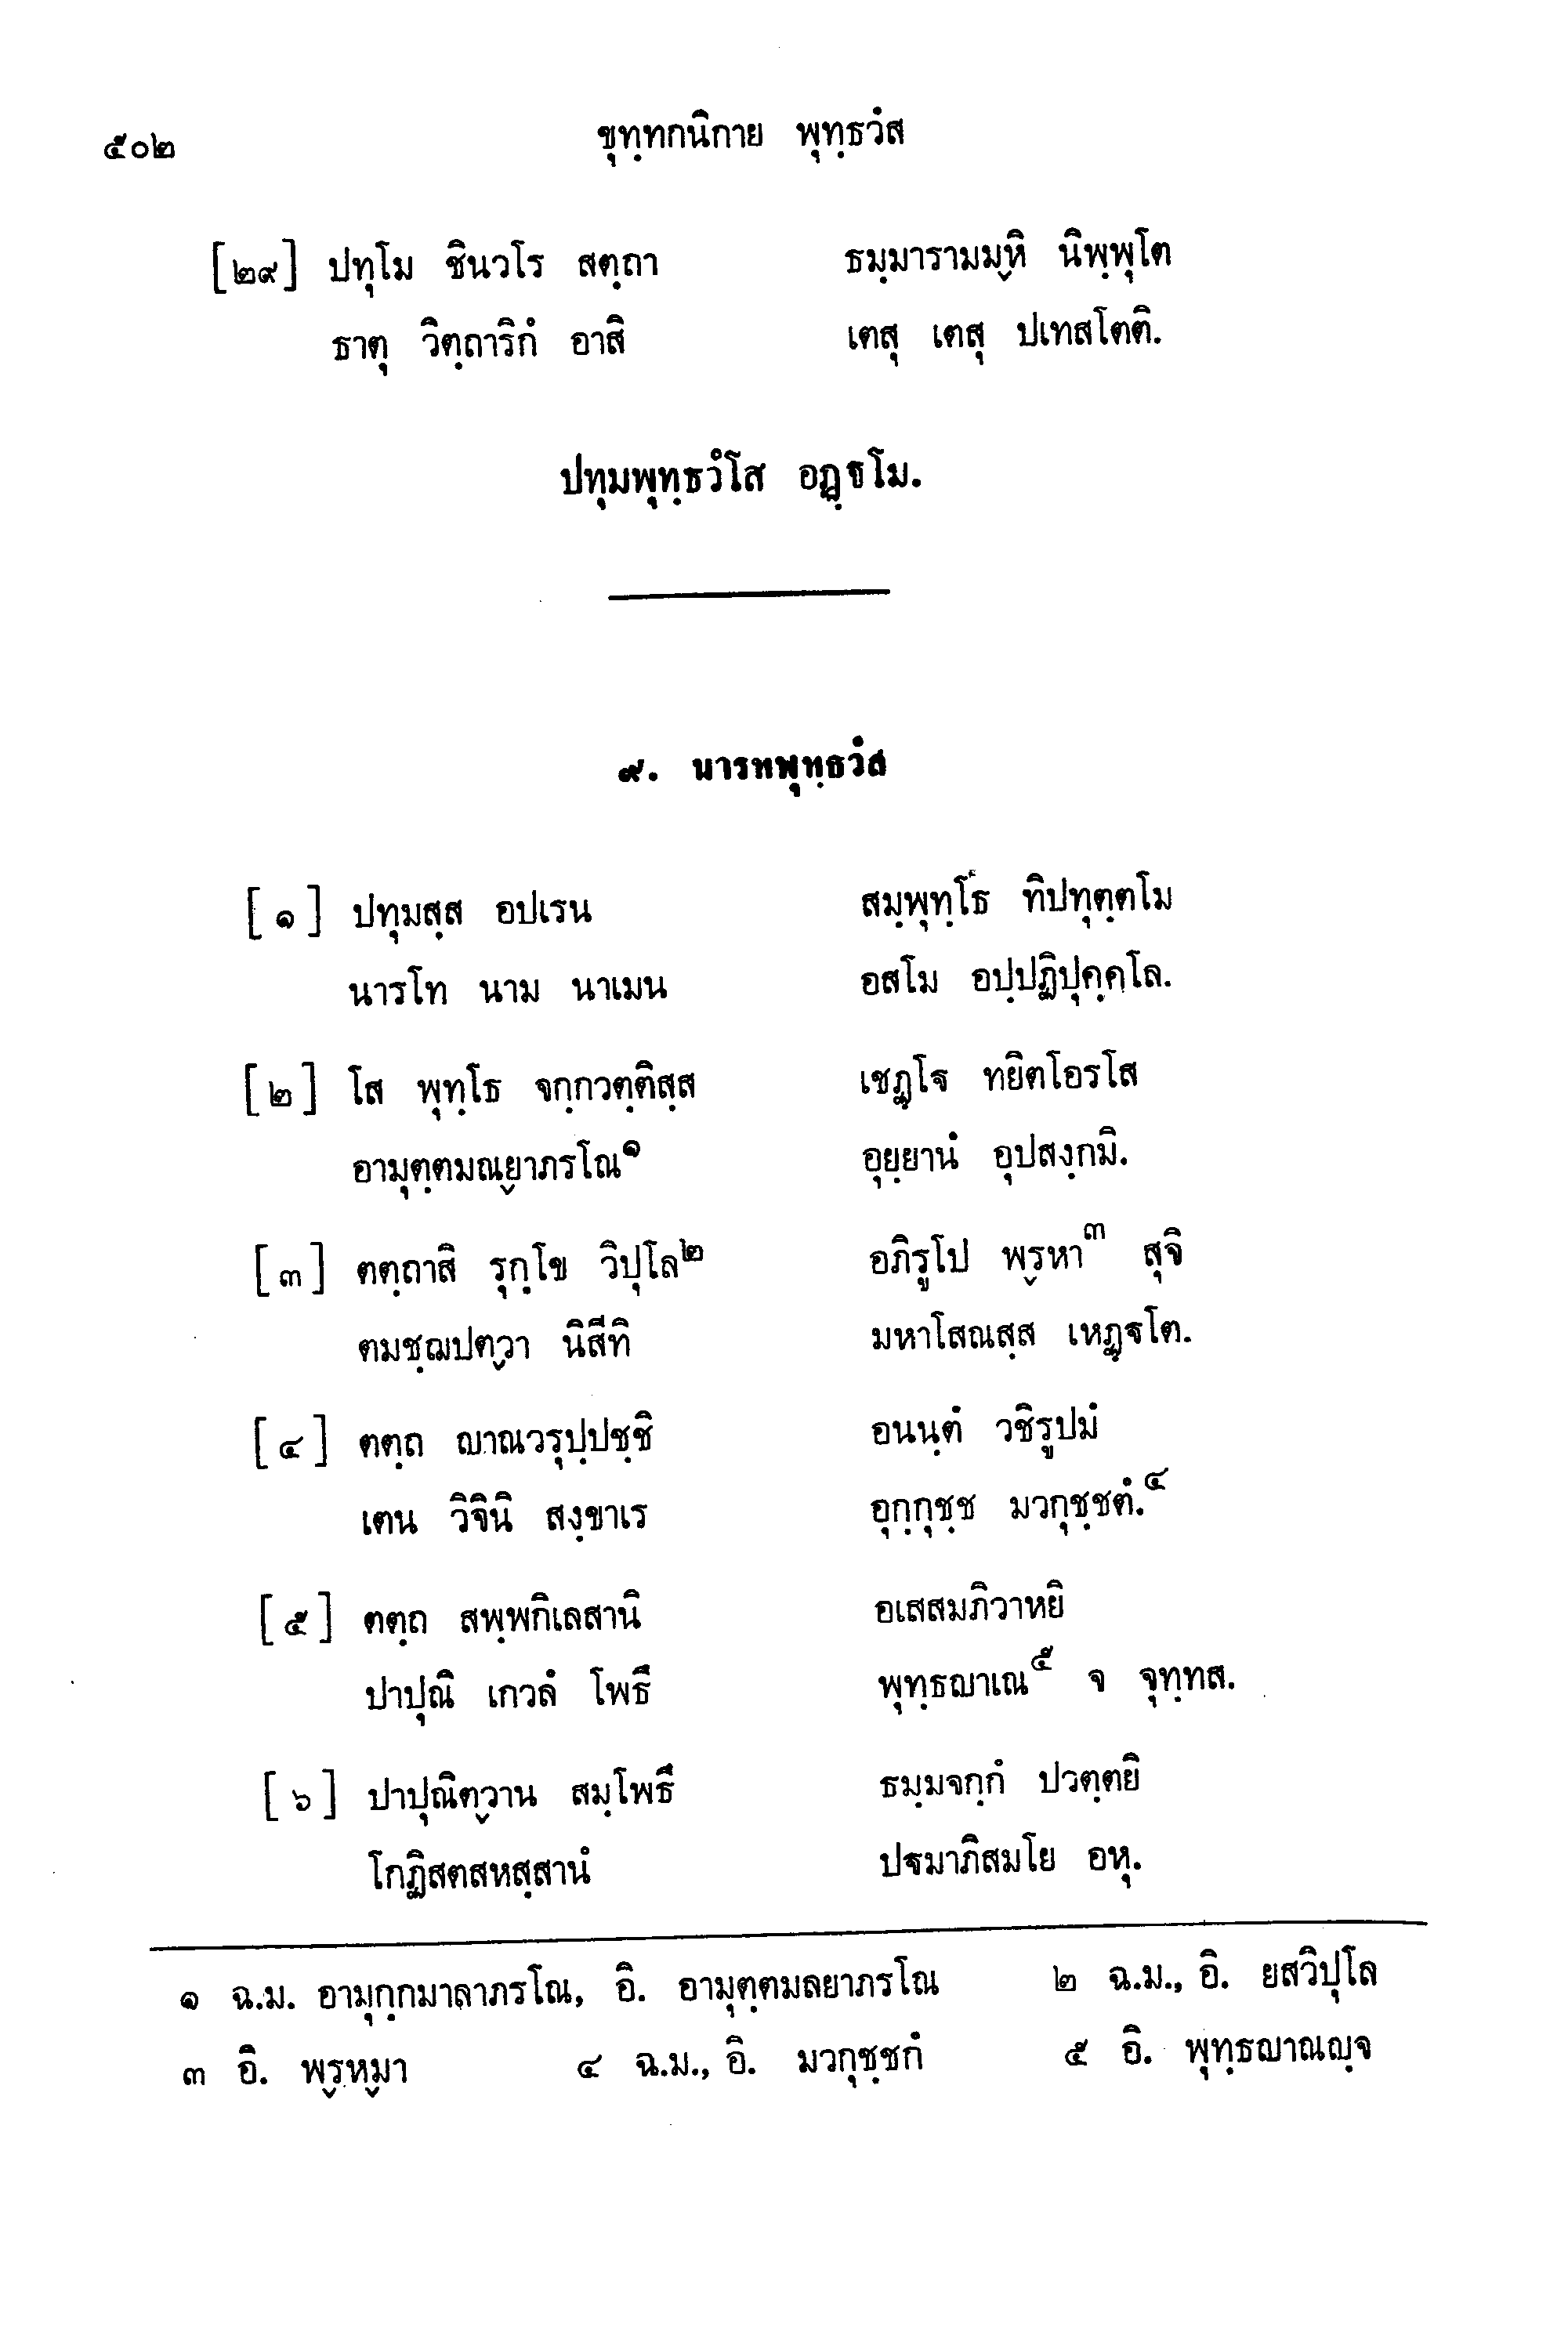 ๕๐๒ ขุทฺทกนิกาย พุทฺธวํส
[๒๙] ปทุโม ชินวโร สตฺถา ธมฺมารามมฺหิ นิพฺพุโต
ธาตุ วิตฺถาริกํ อาสิ เตสุ เตสุ ปเทสโตติ.
ปทุมพุทฺธวํโส อฏฺฐโม.
๙. นารทพุทฺธวํส
[๑] ปทุมสฺส อปเรน สมฺพุทฺโธ ทิปทุตฺตโม
นารโท นาม นาเมน อสโม อปฺปฏิปุคฺคโล.
[๒] โส พุทฺโธ จกฺกวตฺติสฺส เชฏฺโฐ ทยิตโอรโส
อามุตฺตมณฺยาภรโณ๑ อุยฺยานํ อุปสงฺกมิ.
[๓] ตตฺถาสิ รุกฺโข วิปุโล๒ อภิรูโป พฺรหา๓ สุจิ
ตมชฺฌปตฺวา นิสีทิ มหาโสณสฺส เหฏฺฐโต.
[๔] ตตฺถ ญาณวรุปฺปชฺชิ อนนฺตํ วชิรูปมํ
เตน วิจินิ สงฺขาเร อุกฺกุชฺช มวกุชฺชตํ.๔
[๕] ตตฺถ สพฺพกิเลสานิ อเสสมภิวาหยิ
ปาปุณิ เกวลํ โพธึ พุทฺธญาเณ๕ จ จุทฺทส.
[๖] ปาปุณิตฺวาน สมฺโพธึ ธมฺมจกฺกํ ปวตฺตยิ
โกฏิสตสหสฺสานํ ปฐมาภิสมโย อหุ.
๑ ฉ.ม. อามุกฺกมาลาภรโณ, อิ. อามุตฺตมลยาภรโณ ๒ ฉ.ม., อิ. ยสวิปุโล
๓ อิ. พฺรหฺมา ๔ ฉ.ม., อิ. มวกุชฺชกํ ๕ อิ. พุทฺธญาณญฺจ